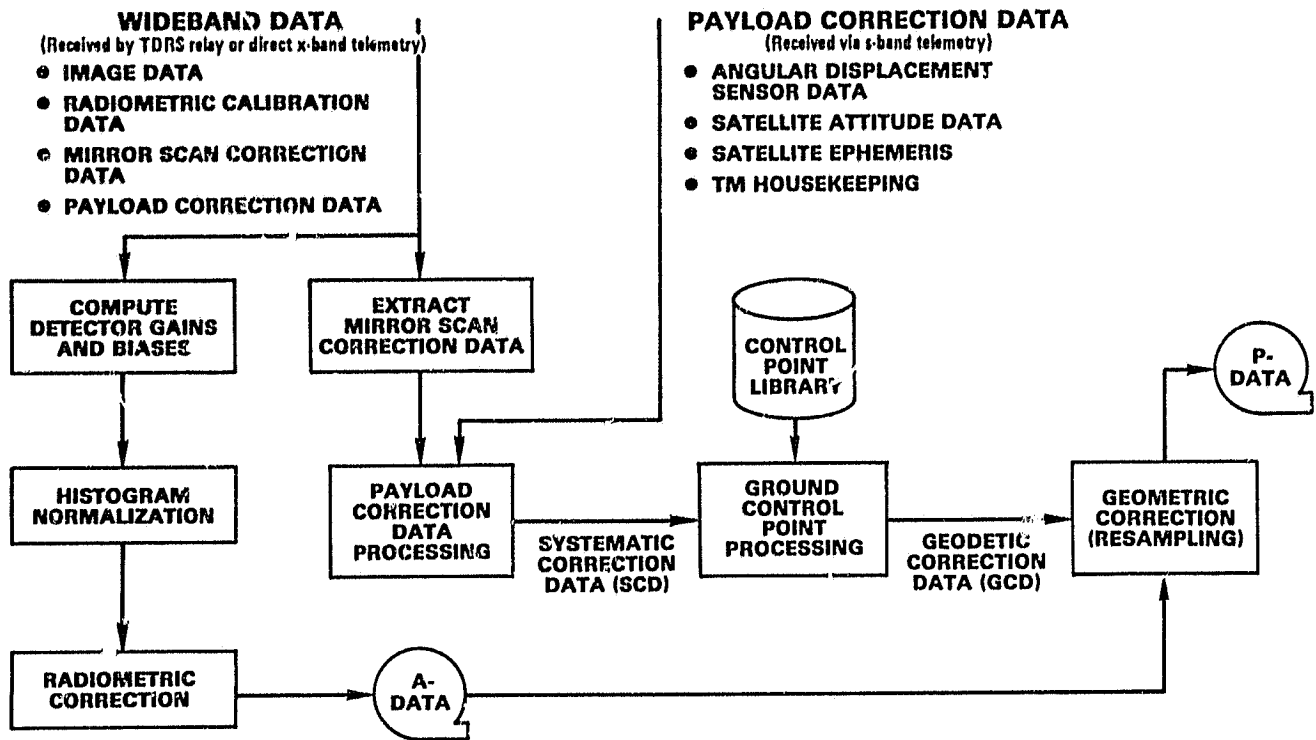 WIDEBAND DATA
(Received by TDRS relay or direct x-band telemetry)
• IMAGE DATA
• RADIOMETRIC CALIBRATION
DATA
• MIRROR SCAN CORRECTION
DATA
• PAYLOAD CORRECTION DATA
PAYLOAD CORRECTION DATA
(Received via s-band telemetry)
• ANGULAR DISPLACEMENT
SENSOR DATA
• SATELLITE ATTITUDE DATA
• SATELLITE EPHEMERIS
• TM HOUSEKEEPING
COMPUTE
DETECTOR GAINS
AND BIASES
EXTRACT
MIRROR SCAN
CORRECTION DATA
CONTROL
POINT
LIBRARY
P-
DATA
HISTOGRAM
NORMALIZATION
PAYLOAD
CORRECTION
DATA
PROCESSING
SYSTEMATIC
CORRECTION
DATA (SCD)
GROUND
CONTROL
POINT
PROCESSING
GEODETIC
CORRECTION
DATA (GCD)
GEOMETRIC
CORRECTION
(RESAMPLING)
RADIOMETRIC
CORRECTION
A-
DATA